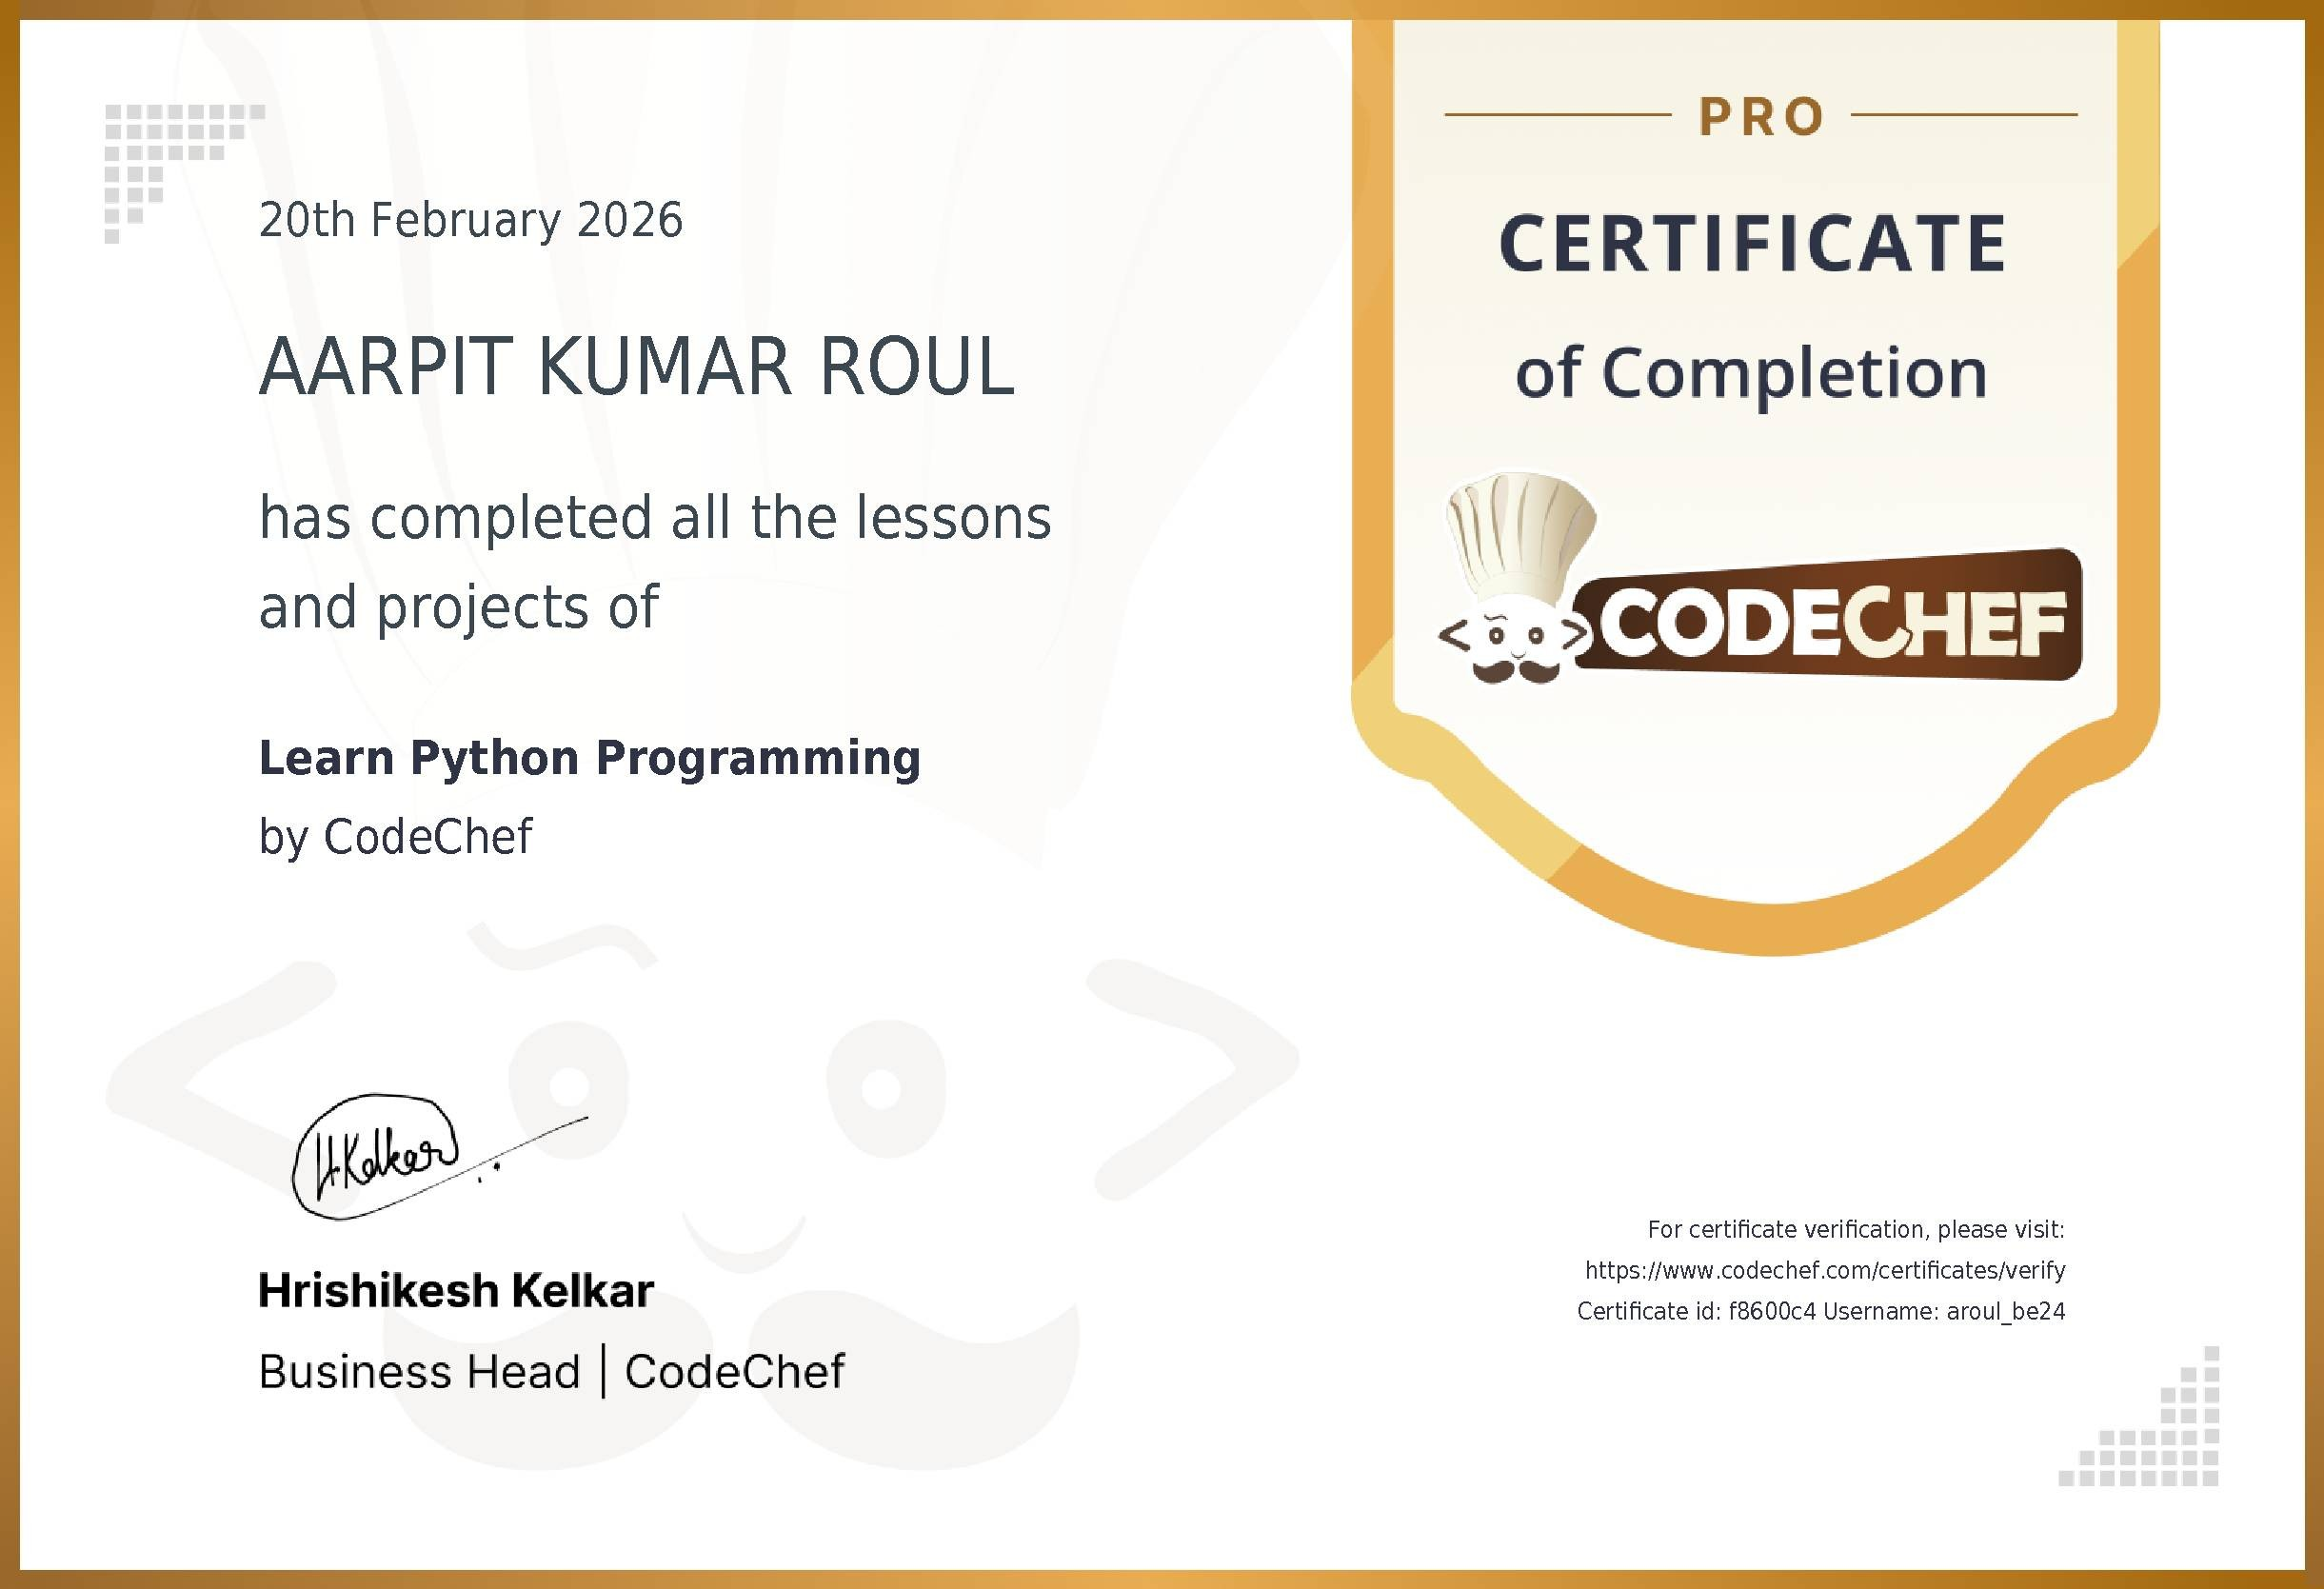 20th February 2026
AARPIT KUMAR ROUL
has completed all the lessons
and projects of
Learn Python Programming
by CodeChef
HKelkar
Hrishikesh Kelkar
Business Head | CodeChef
PRO
CERTIFICATE
of Completion
CODECHEF
For certificate verification, please visit:
https://www.codechef.com/certificates/verify
Certificate id: f8600c4 Username: aroul_be24